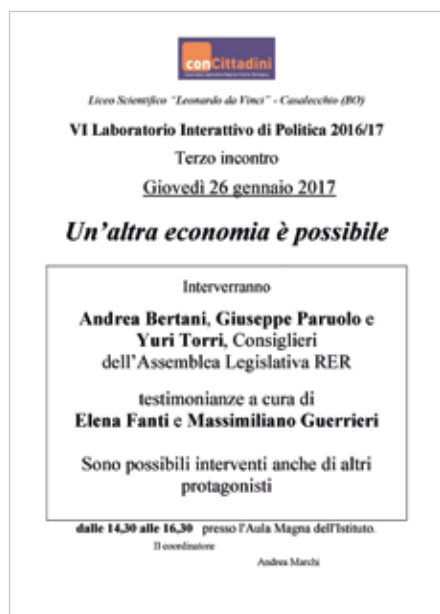 conCittadini
Liceo Scientifico "Leonardo da Vinci" - Casalecchio (BO)
VI Laboratorio Interattivo di Politica 2016/17
Terzo incontro
Giovedì 26 gennaio 2017
Un'altra economia è possibile
Interverranno
Andrea Bertani, Giuseppe Paruolo e
Yuri Torri, Consiglieri
dell'Assemblea Legislativa RER
testimonianze a cura di
Elena Fanti e Massimiliano Guerrieri
Sono possibili interventi anche di altri
protagonisti
dalle 14,30 alle 16,30 presso l'Aula Magna dell'Istituto.
Il coordinatore
Andrea Marchi